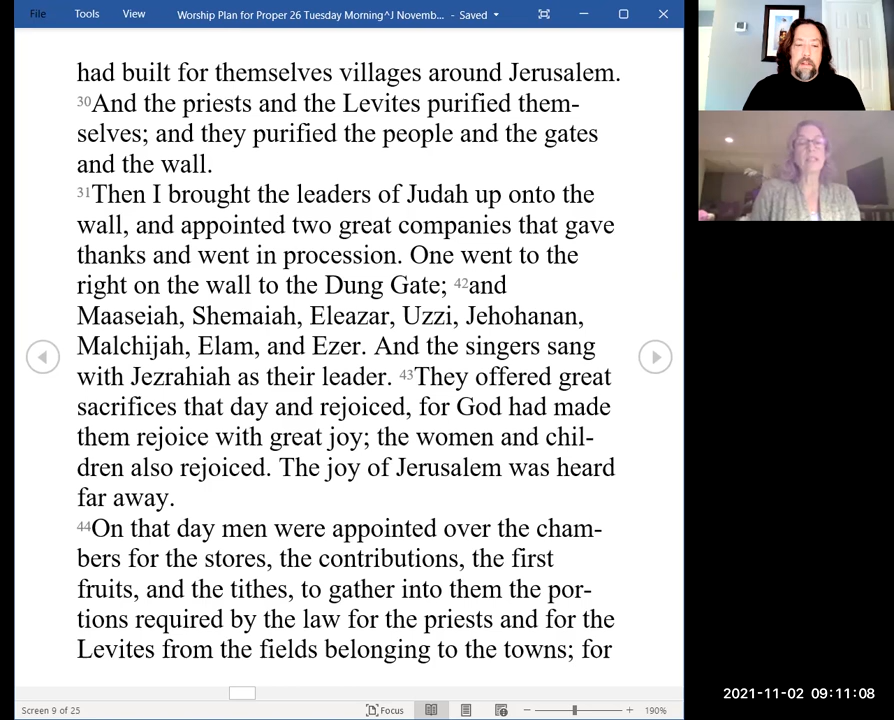 File Tools View Worship Plan for Proper 26 Tuesday Morning^J Novemb... - Saved
had built for themselves villages around Jerusalem.
30And the priests and the Levites purified them-
selves; and they purified the people and the gates
and the wall.
31Then I brought the leaders of Judah up onto the
wall, and appointed two great companies that gave
thanks and went in procession. One went to the
right on the wall to the Dung Gate; 42and
Maaseiah, Shemaiah, Eleazar, Uzzi, Jehohanan,
Malchijah, Elam, and Ezer. And the singers sang
with Jezrahiah as their leader. 43They offered great
sacrifices that day and rejoiced, for God had made
them rejoice with great joy; the women and chil-
dren also rejoiced. The joy of Jerusalem was heard
far away.
44On that day men were appointed over the cham-
bers for the stores, the contributions, the first
fruits, and the tithes, to gather into them the por-
tions required by the law for the priests and for the
Levites from the fields belonging to the towns; for
Screen 9 of 25 Focus 190%
2021-11-02 09:11:08